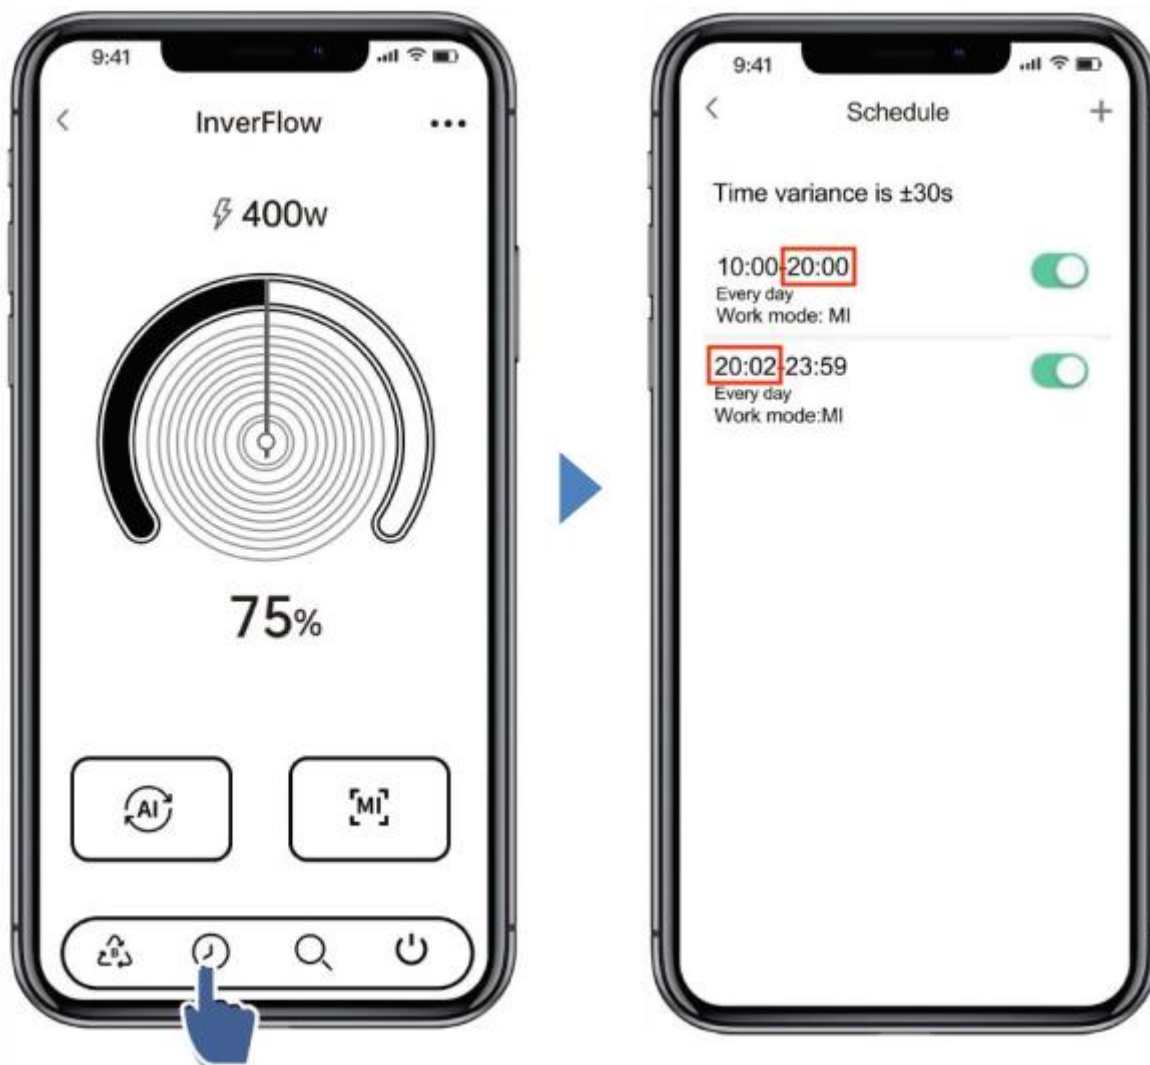 9:41
InverFlow
400W
75%
AI
MI
B
9:41
Schedule
Time variance is ±30s
10:00-20:00
Every day
Work mode: MI
20:02-23:59
Every day
Work mode:MI